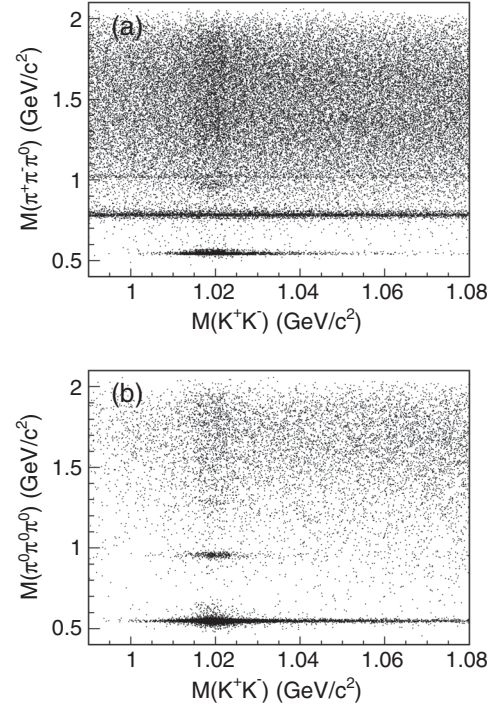 (a)
2
1.5
1
0.5
M(π⁺π⁻π⁰) (GeV/c²)
1 1.02 1.04 1.06 1.08
M(K⁺K⁻) (GeV/c²)
(b)
2
1.5
1
0.5
M(π⁰π⁰π⁰) (GeV/c²)
1 1.02 1.04 1.06 1.08
M(K⁺K⁻) (GeV/c²)